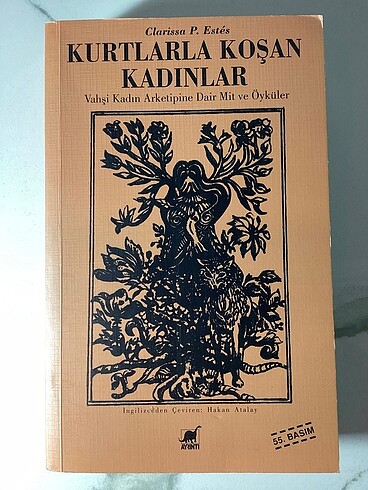 Clarissa P. Estés
KURTLARLA KOŞAN
KADINLAR
Vahşi Kadın Arketipine Dair Mit ve Öyküler
İngilizce'den Çeviren: Hakan Atalay
AYRINTI
55. BASIM